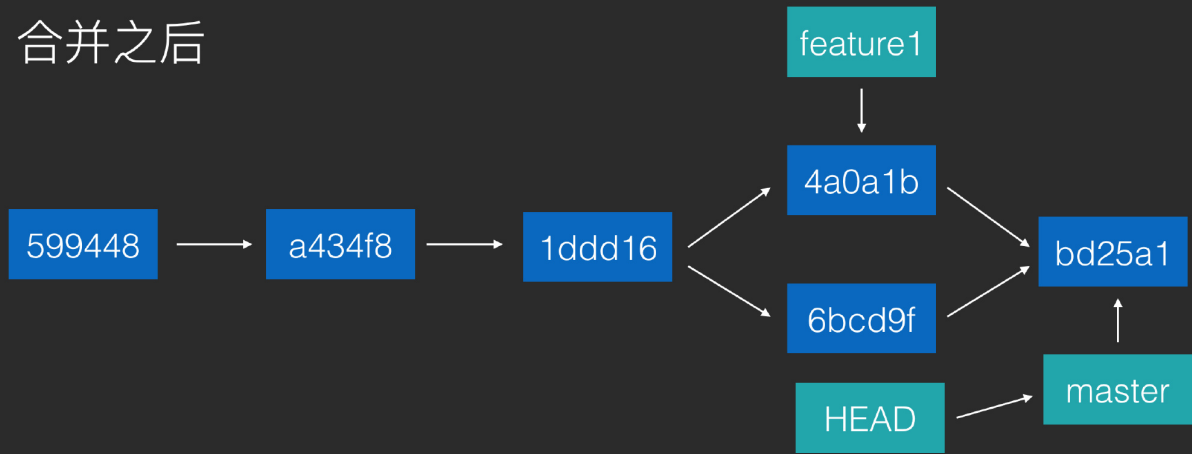 合并之后
feature1
4a0a1b
599448
a434f8
1ddd16
bd25a1
6bcd9f
master
HEAD